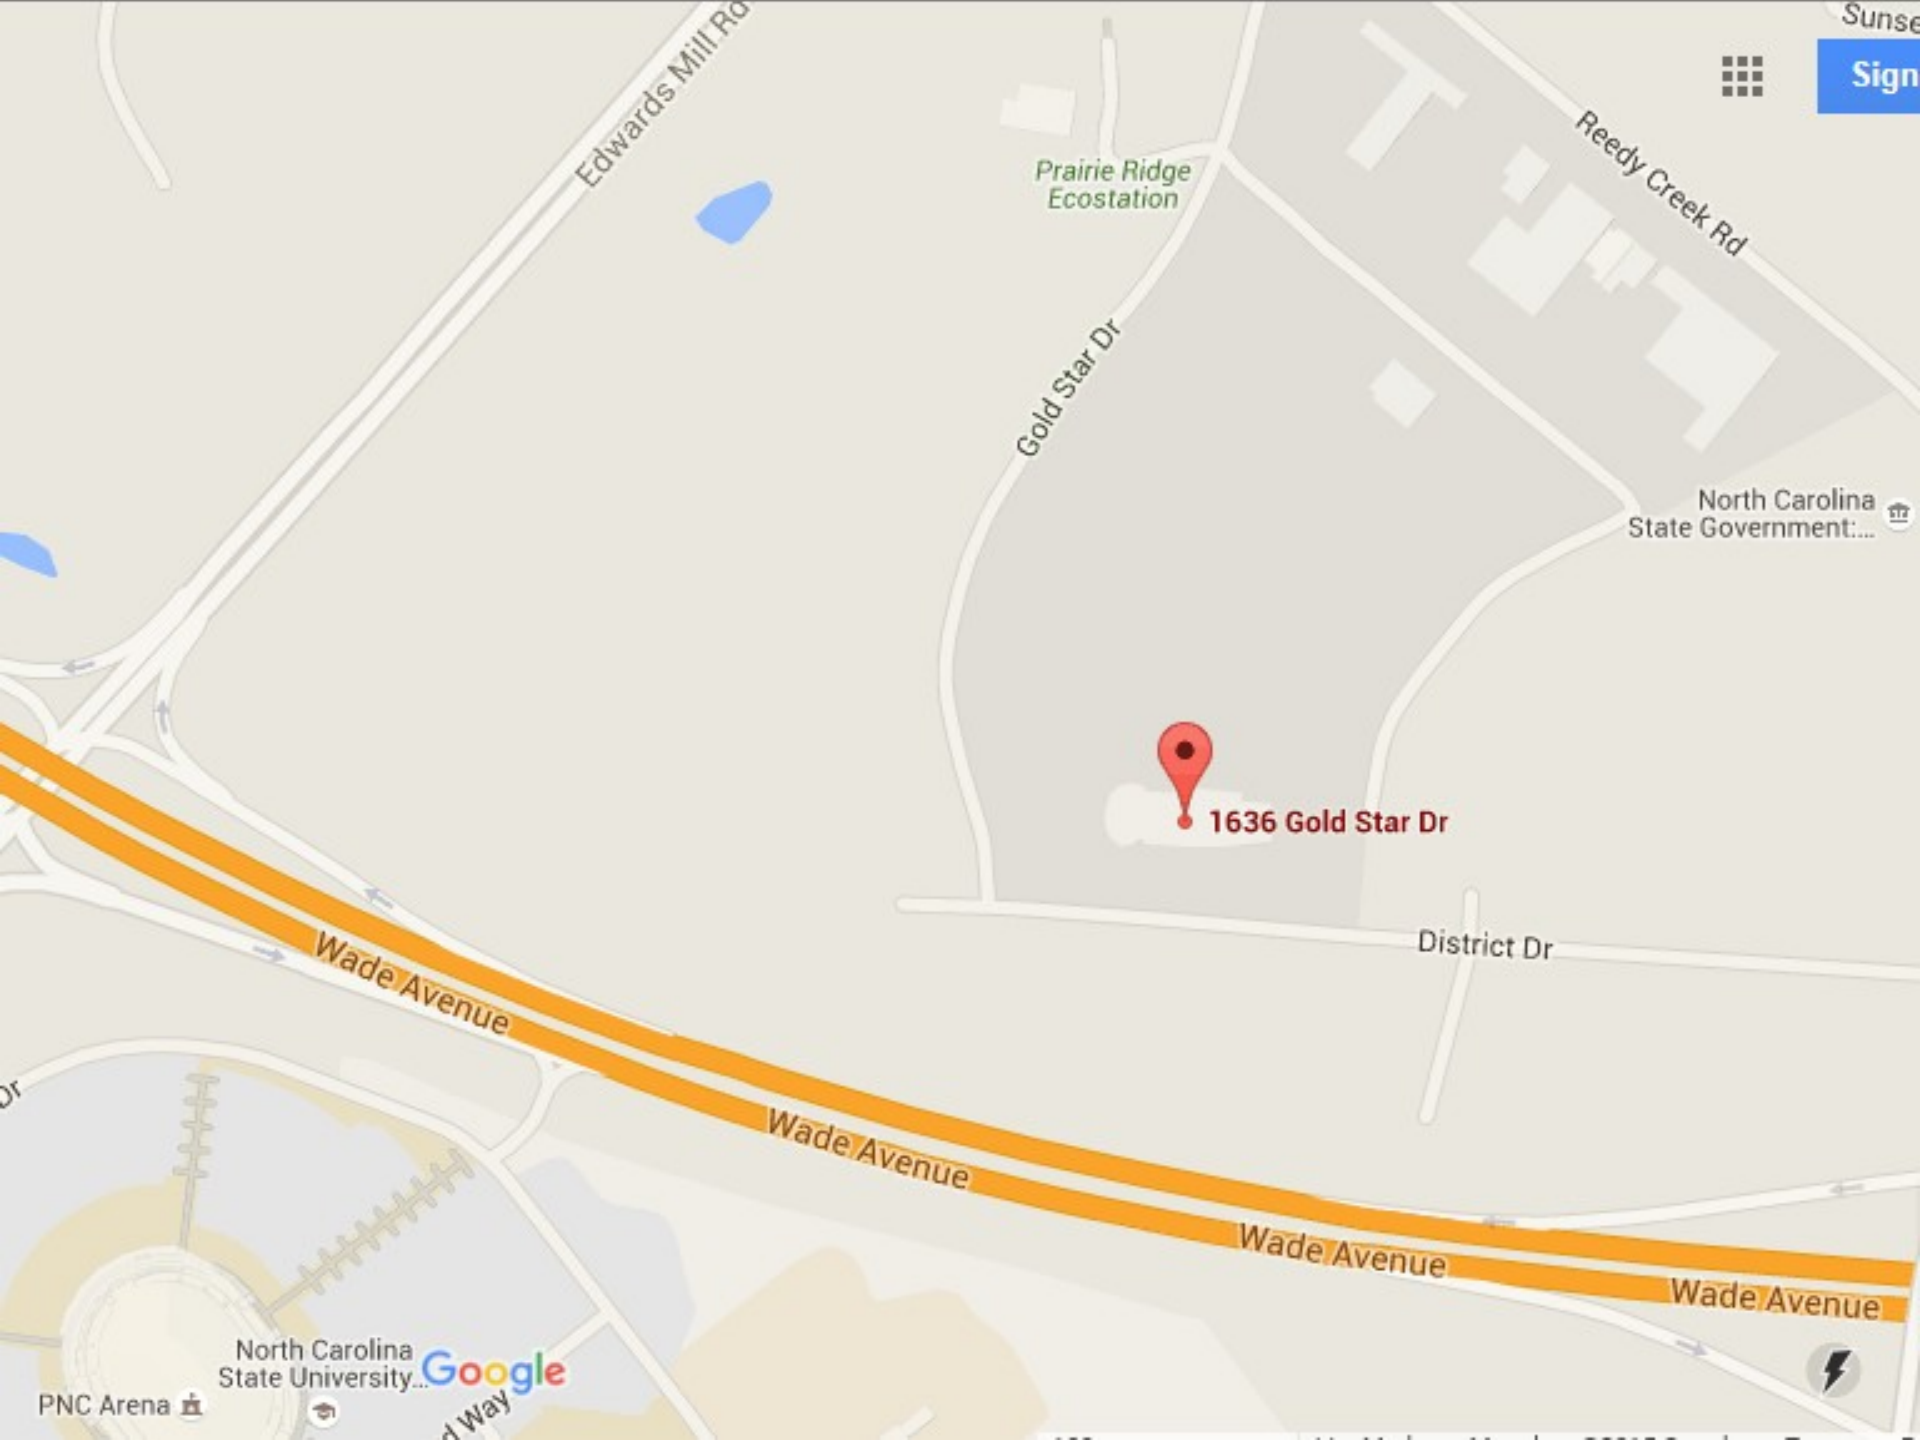 Sunse
Sign
Edwards Mill Rd
Reedy Creek Rd
Prairie Ridge
Ecostation
Gold Star Dr
North Carolina
State Government:...
1636 Gold Star Dr
District Dr
Wade Avenue
Wade Avenue
Wade Avenue
Wade Avenue
Dr
North Carolina
State University...
Google
PNC Arena
d Way